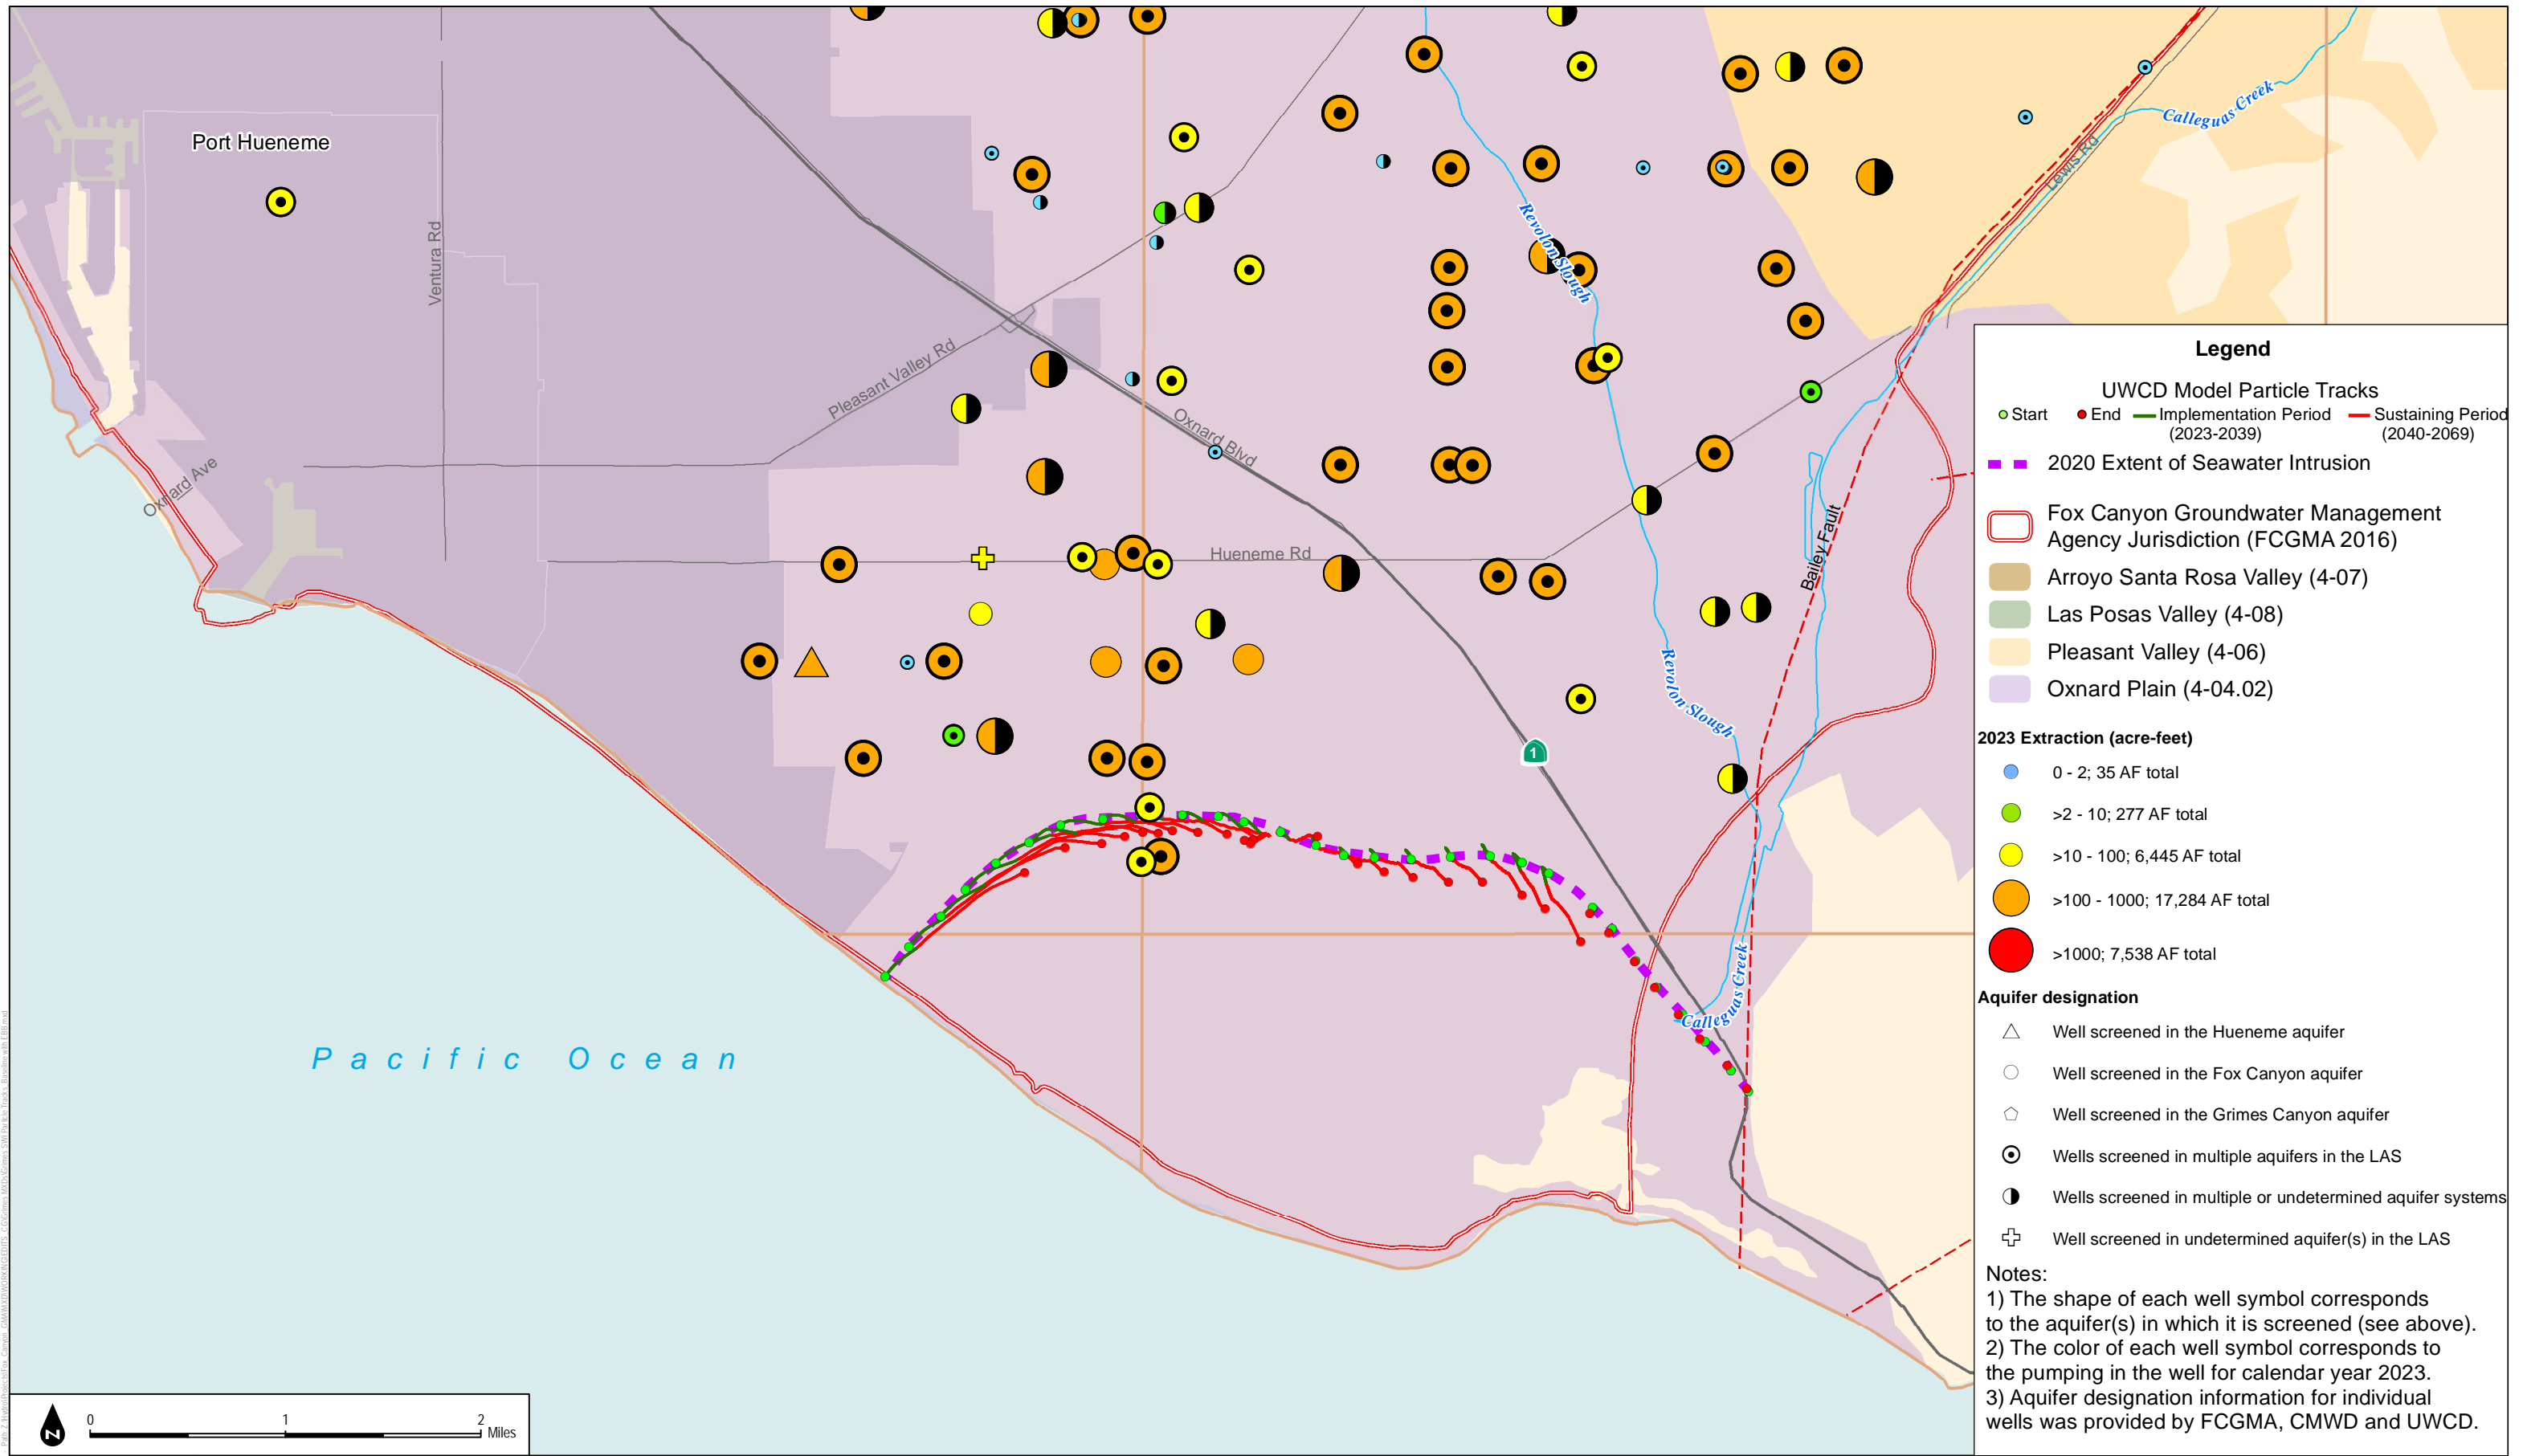 Port Hueneme
Ventura Rd
Oxnard Ave
Pleasant Valley Rd
Oxnard Blvd
Hueneme Rd
Revolon Slough
Revolon Slough
Calleguas Creek
Lewis Rd
Bailey Fault
1
Calleguas Creek
Pacific Ocean
0 1 2 Miles
N
Legend
UWCD Model Particle Tracks
Start End Implementation Period Sustaining Period
(2023-2039) (2040-2069)
2020 Extent of Seawater Intrusion
Fox Canyon Groundwater Management
Agency Jurisdiction (FCGMA 2016)
Arroyo Santa Rosa Valley (4-07)
Las Posas Valley (4-08)
Pleasant Valley (4-06)
Oxnard Plain (4-04.02)
2023 Extraction (acre-feet)
0 - 2; 35 AF total
>2 - 10; 277 AF total
>10 - 100; 6,445 AF total
>100 - 1000; 17,284 AF total
>1000; 7,538 AF total
Aquifer designation
Well screened in the Hueneme aquifer
Well screened in the Fox Canyon aquifer
Well screened in the Grimes Canyon aquifer
Wells screened in multiple aquifers in the LAS
Wells screened in multiple or undetermined aquifer systems
Well screened in undetermined aquifer(s) in the LAS
Notes:
1) The shape of each well symbol corresponds
to the aquifer(s) in which it is screened (see above).
2) The color of each well symbol corresponds to
the pumping in the well for calendar year 2023.
3) Aquifer designation information for individual
wells was provided by FCGMA, CMWD and UWCD.